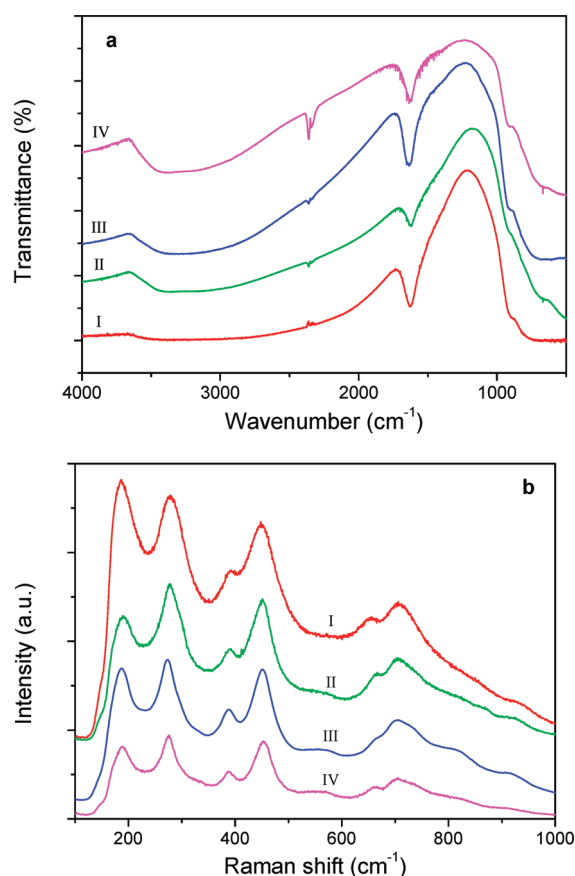 a
Transmittance (%)
IV
III
II
I
4000 3000 2000 1000
Wavenumber (cm⁻¹)
b
Intensity (a.u.)
I
II
III
IV
200 400 600 800 1000
Raman shift (cm⁻¹)